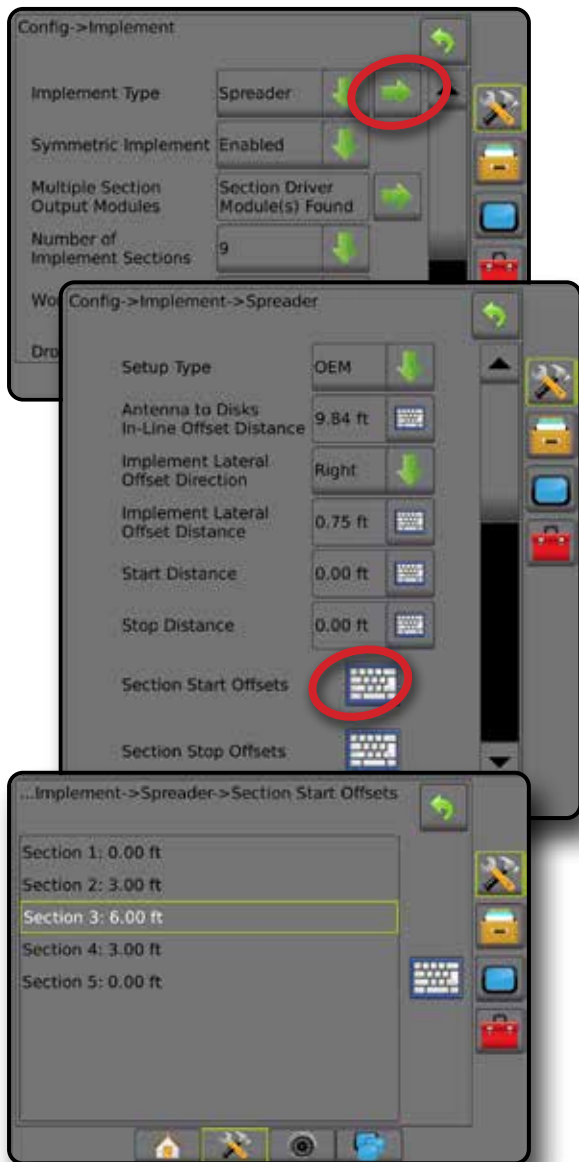 Config->Implement
Implement Type Spreader
Symmetric Implement Enabled
Multiple Section Output Modules Section Driver Module(s) Found
Number of Implement Sections 9
Config->Implement->Spreader
Setup Type OEM
Antenna to Disks In-Line Offset Distance 9.84 ft
Implement Lateral Offset Direction Right
Implement Lateral Offset Distance 0.75 ft
Start Distance 0.00 ft
Stop Distance 0.00 ft
Section Start Offsets
Section Stop Offsets
...Implement->Spreader->Section Start Offsets
Section 1: 0.00 ft
Section 2: 3.00 ft
Section 3: 6.00 ft
Section 4: 3.00 ft
Section 5: 0.00 ft